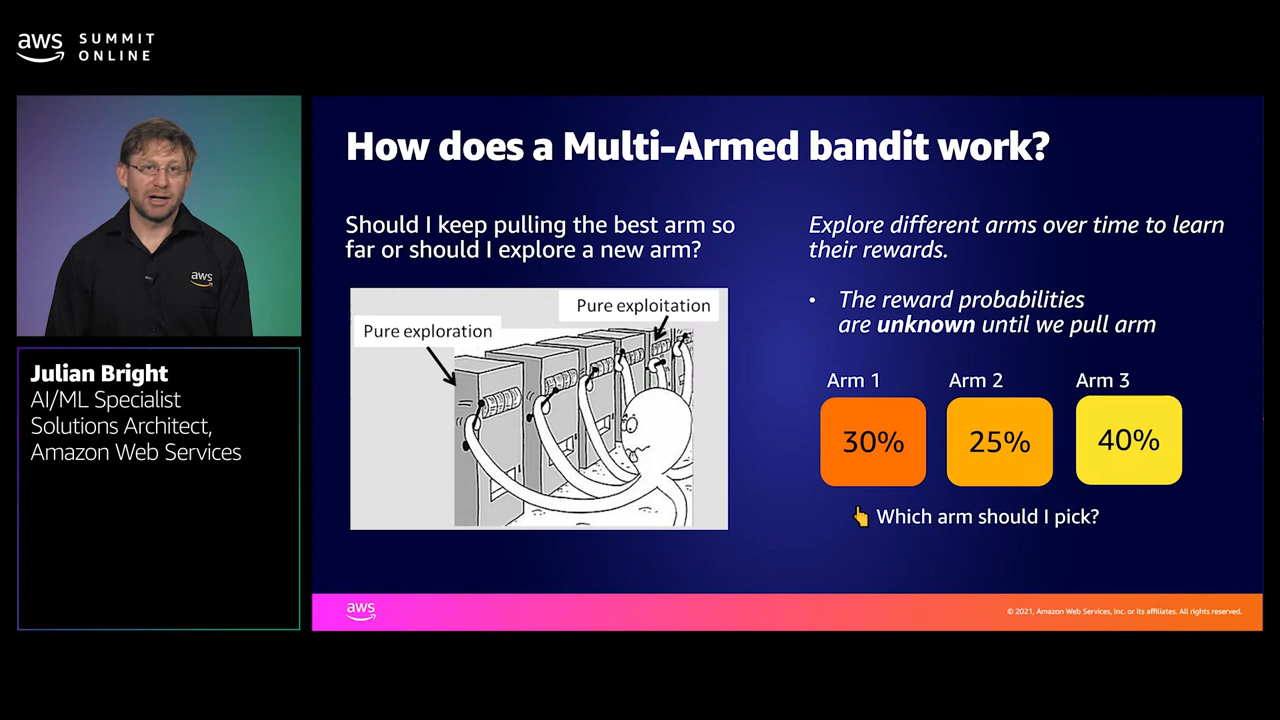 aws SUMMIT
ONLINE
aws
Julian Bright
AI/ML Specialist
Solutions Architect,
Amazon Web Services
How does a Multi-Armed bandit work?
Should I keep pulling the best arm so
far or should I explore a new arm?
Pure exploitation
Pure exploration
Explore different arms over time to learn
their rewards.
• The reward probabilities
are unknown until we pull arm
Arm 1 Arm 2 Arm 3
30% 25% 40%
👆 Which arm should I pick?
aws
© 2021, Amazon Web Services, Inc. or its affiliates. All rights reserved.